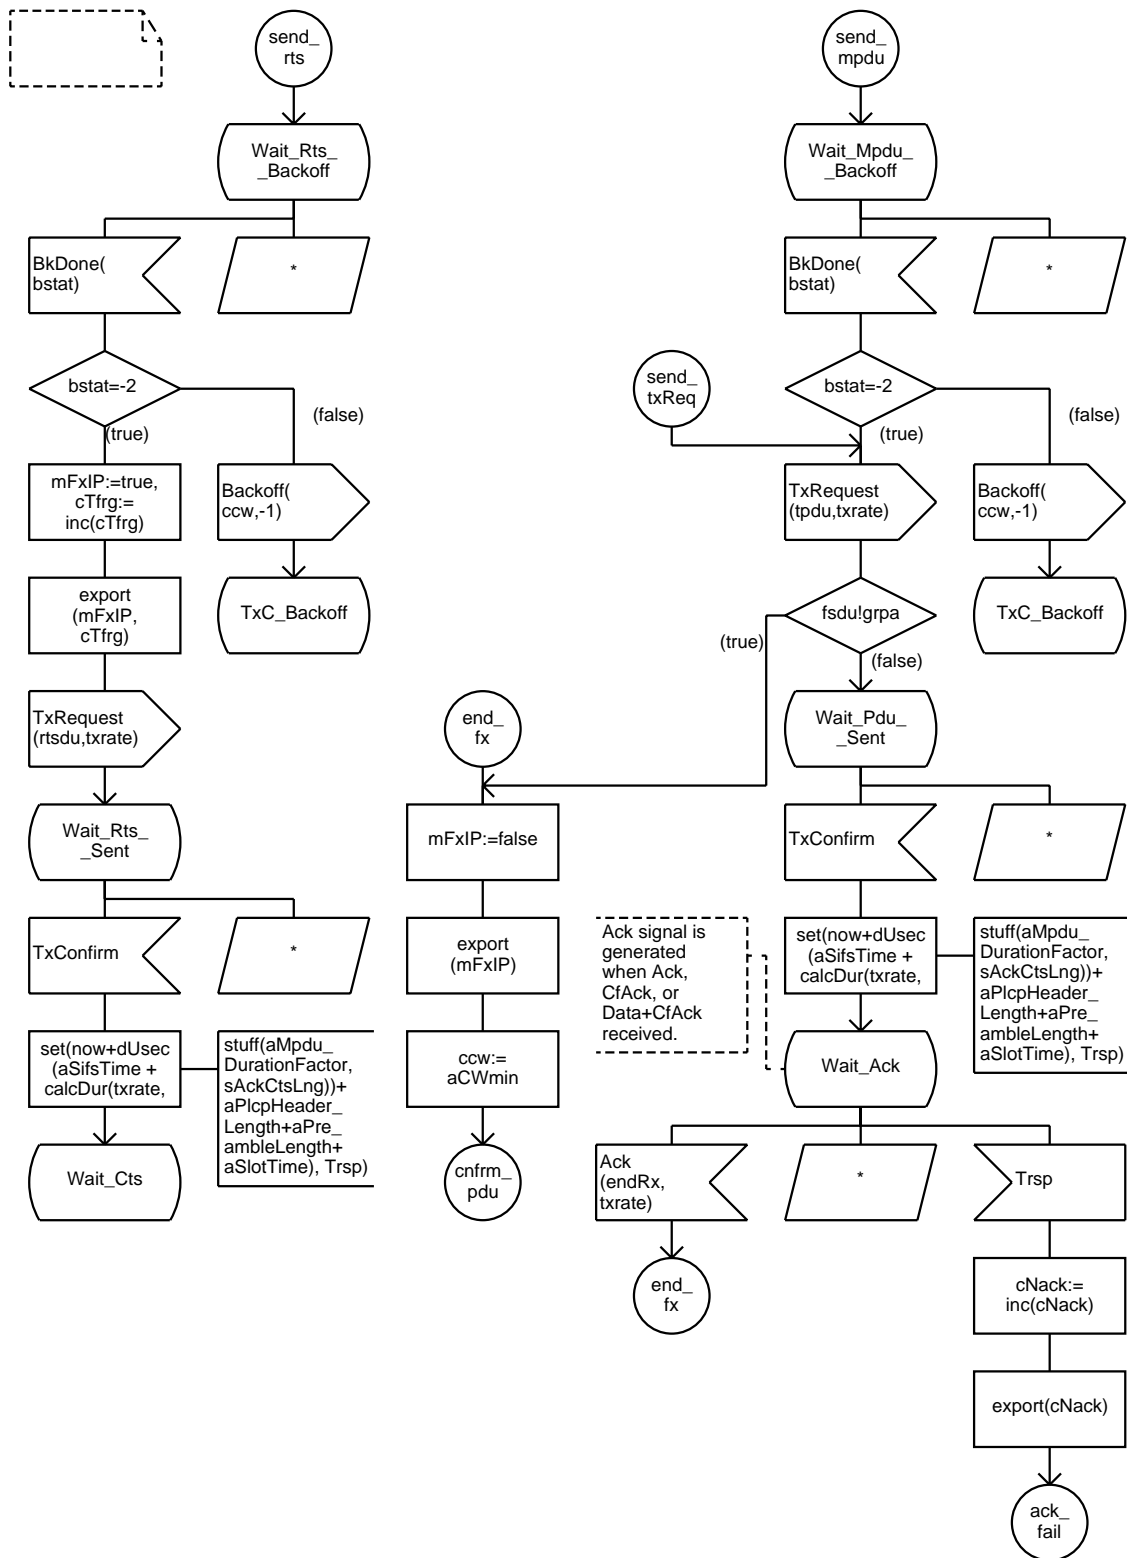 send_
rts
Wait_Rts_
_Backoff
BkDone(
bstat)
*
bstat=-2
(true)
(false)
mFxIP:=true,
cTfrg:=
inc(cTfrg)
Backoff(
ccw,-1)
export
(mFxIP,
cTfrg)
TxC_Backoff
TxRequest
(rtsdu,txrate)
Wait_Rts_
_Sent
TxConfirm
*
set(now+dUsec
(aSifsTime +
calcDur(txrate,
stuff(aMpdu_
DurationFactor,
sAckCtsLng))+
aPlcpHeader_
Length+aPre_
ambleLength+
aSlotTime), Trsp)
Wait_Cts
end_
fx
mFxIP:=false
export
(mFxIP)
ccw:=
aCWmin
cnfrm_
pdu
send_
mpdu
Wait_Mpdu_
_Backoff
BkDone(
bstat)
*
send_
txReq
bstat=-2
(true)
(false)
TxRequest
(tpdu,txrate)
Backoff(
ccw,-1)
fsdu!grpa
(true)
(false)
TxC_Backoff
Wait_Pdu_
_Sent
TxConfirm
*
Ack signal is
generated
when Ack,
CfAck, or
Data+CfAck
received.
set(now+dUsec
(aSifsTime +
calcDur(txrate,
stuff(aMpdu_
DurationFactor,
sAckCtsLng))+
aPlcpHeader_
Length+aPre_
ambleLength+
aSlotTime), Trsp)
Wait_Ack
Ack
(endRx,
txrate)
*
Trsp
end_
fx
cNack:=
inc(cNack)
export(cNack)
ack_
fail